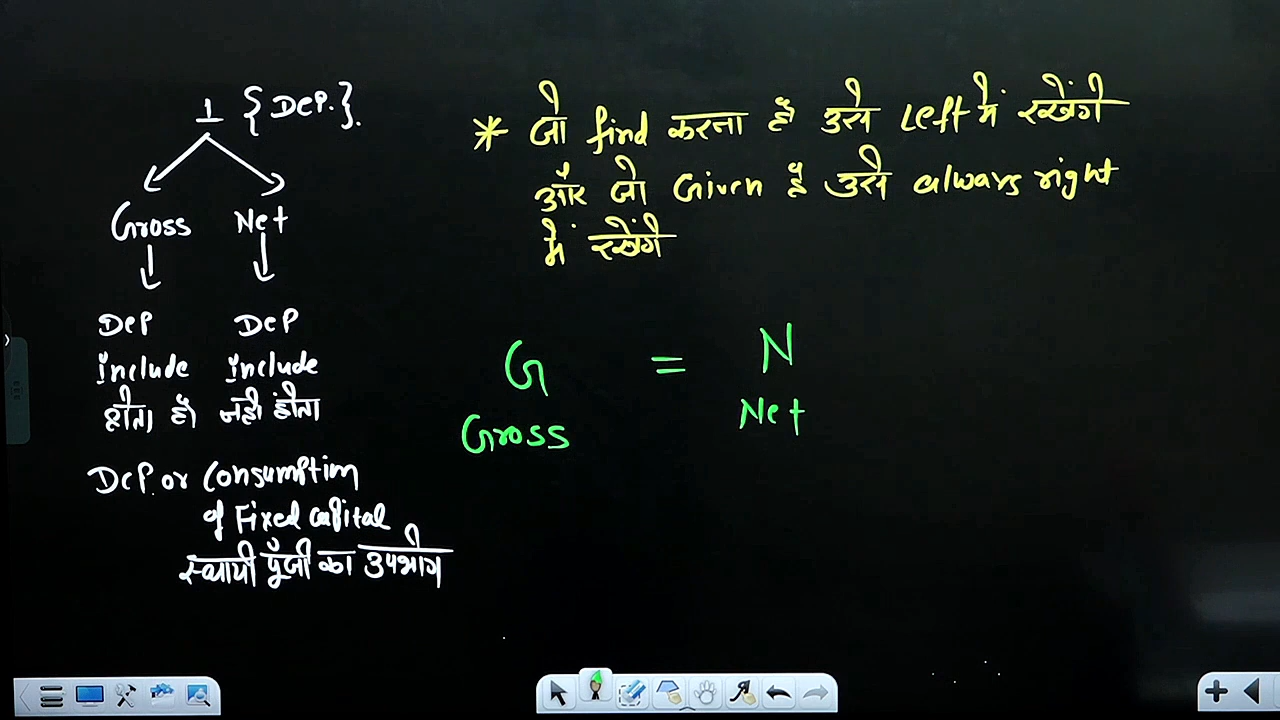 1 {Dep.}
Gross Net
Dep Dep
include include
होता है। नही होता
Dep. or Consumption
of Fixed Capital
स्थायी पूँजी का उपभोग
* जो find करना हैं उसे Left में रखेंगे
और जो Given है उसे always right
में रखेंगे
G = N
Gross Net